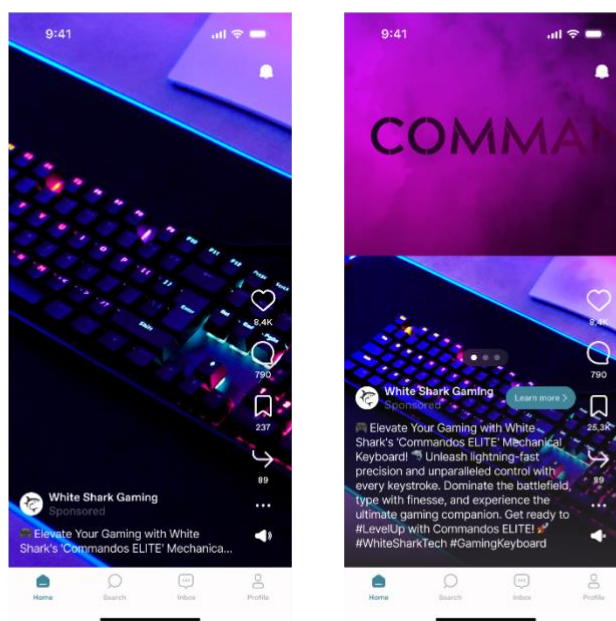 9:41
8,4K
790
237
89
White Shark Gaming
Sponsored
🎮 Elevate Your Gaming with White
Shark's 'Commandos ELITE' Mechanica...
Home
Search
Inbox
Profile
9:41
COMMAN
8,4K
790
White Shark Gaming
Sponsored
Learn more >
25,3K
🎮 Elevate Your Gaming with White
Shark's 'Commandos ELITE' Mechanical
Keyboard! 🦈 Unleash lightning-fast
precision and unparalleled control with
every keystroke. Dominate the battlefield,
type with finesse, and experience the
ultimate gaming companion. Get ready to
#LevelUp with Commandos ELITE! 🚀
#WhiteSharkTech #GamingKeyboard
89
Home
Search
Inbox
Profile